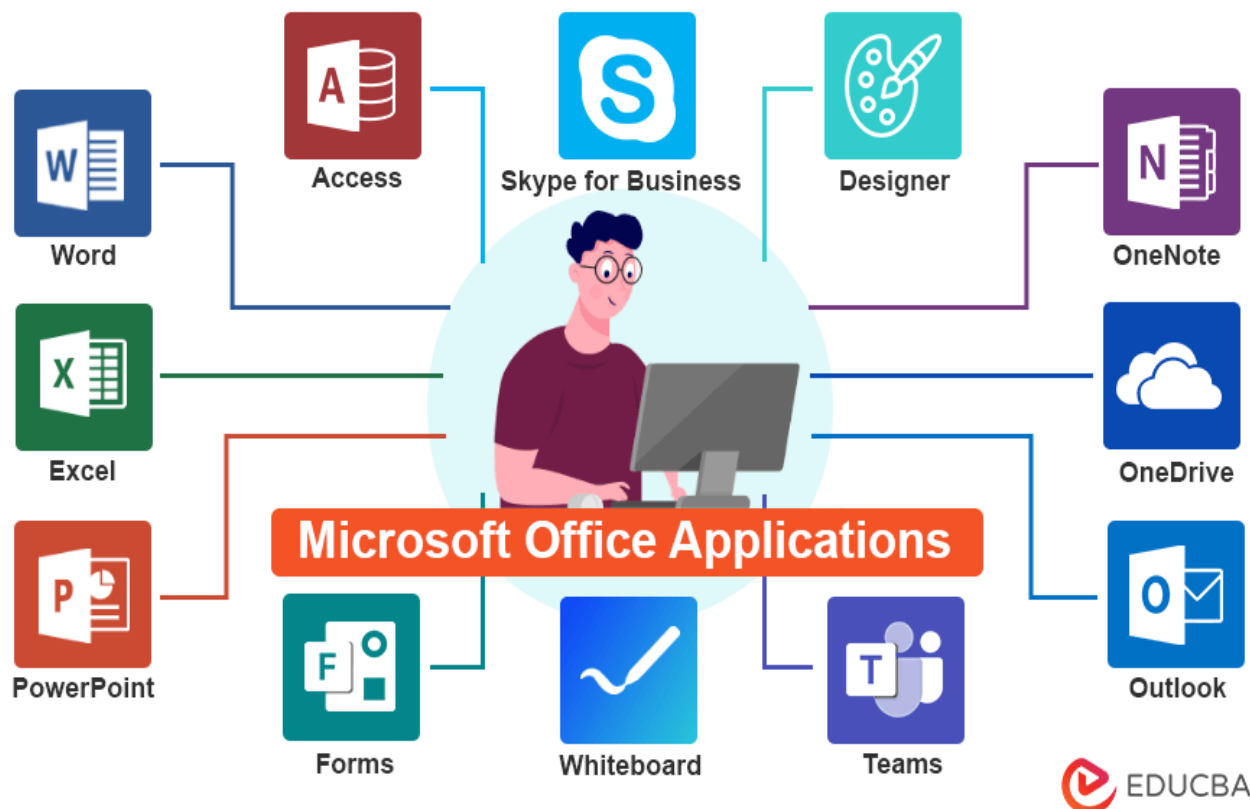 A
S
Access
Skype for Business
Designer
W
N
Word
OneNote
X
Excel
OneDrive
Microsoft Office Applications
P
O
PowerPoint
Outlook
F
T
Forms
Whiteboard
Teams
EDUCBA